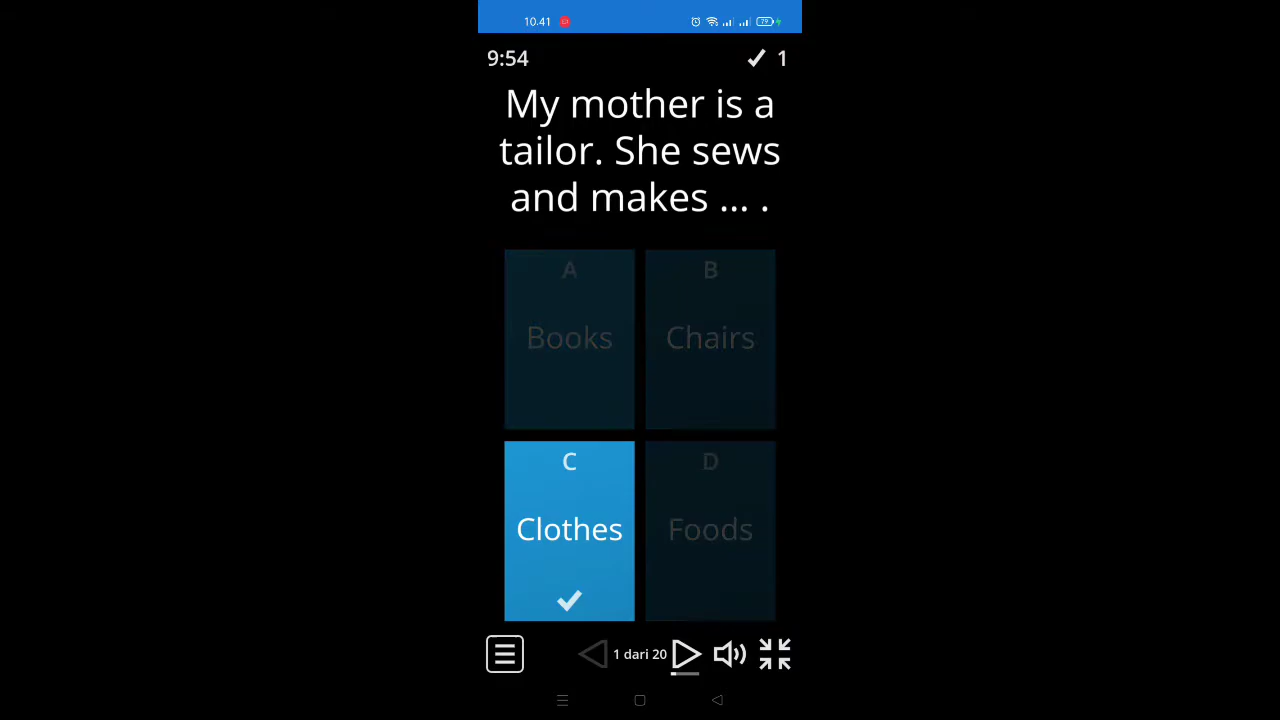 10.41
79
9:54
1
My mother is a
tailor. She sews
and makes ... .
A
Books
B
Chairs
C
Clothes
D
Foods
1 dari 20